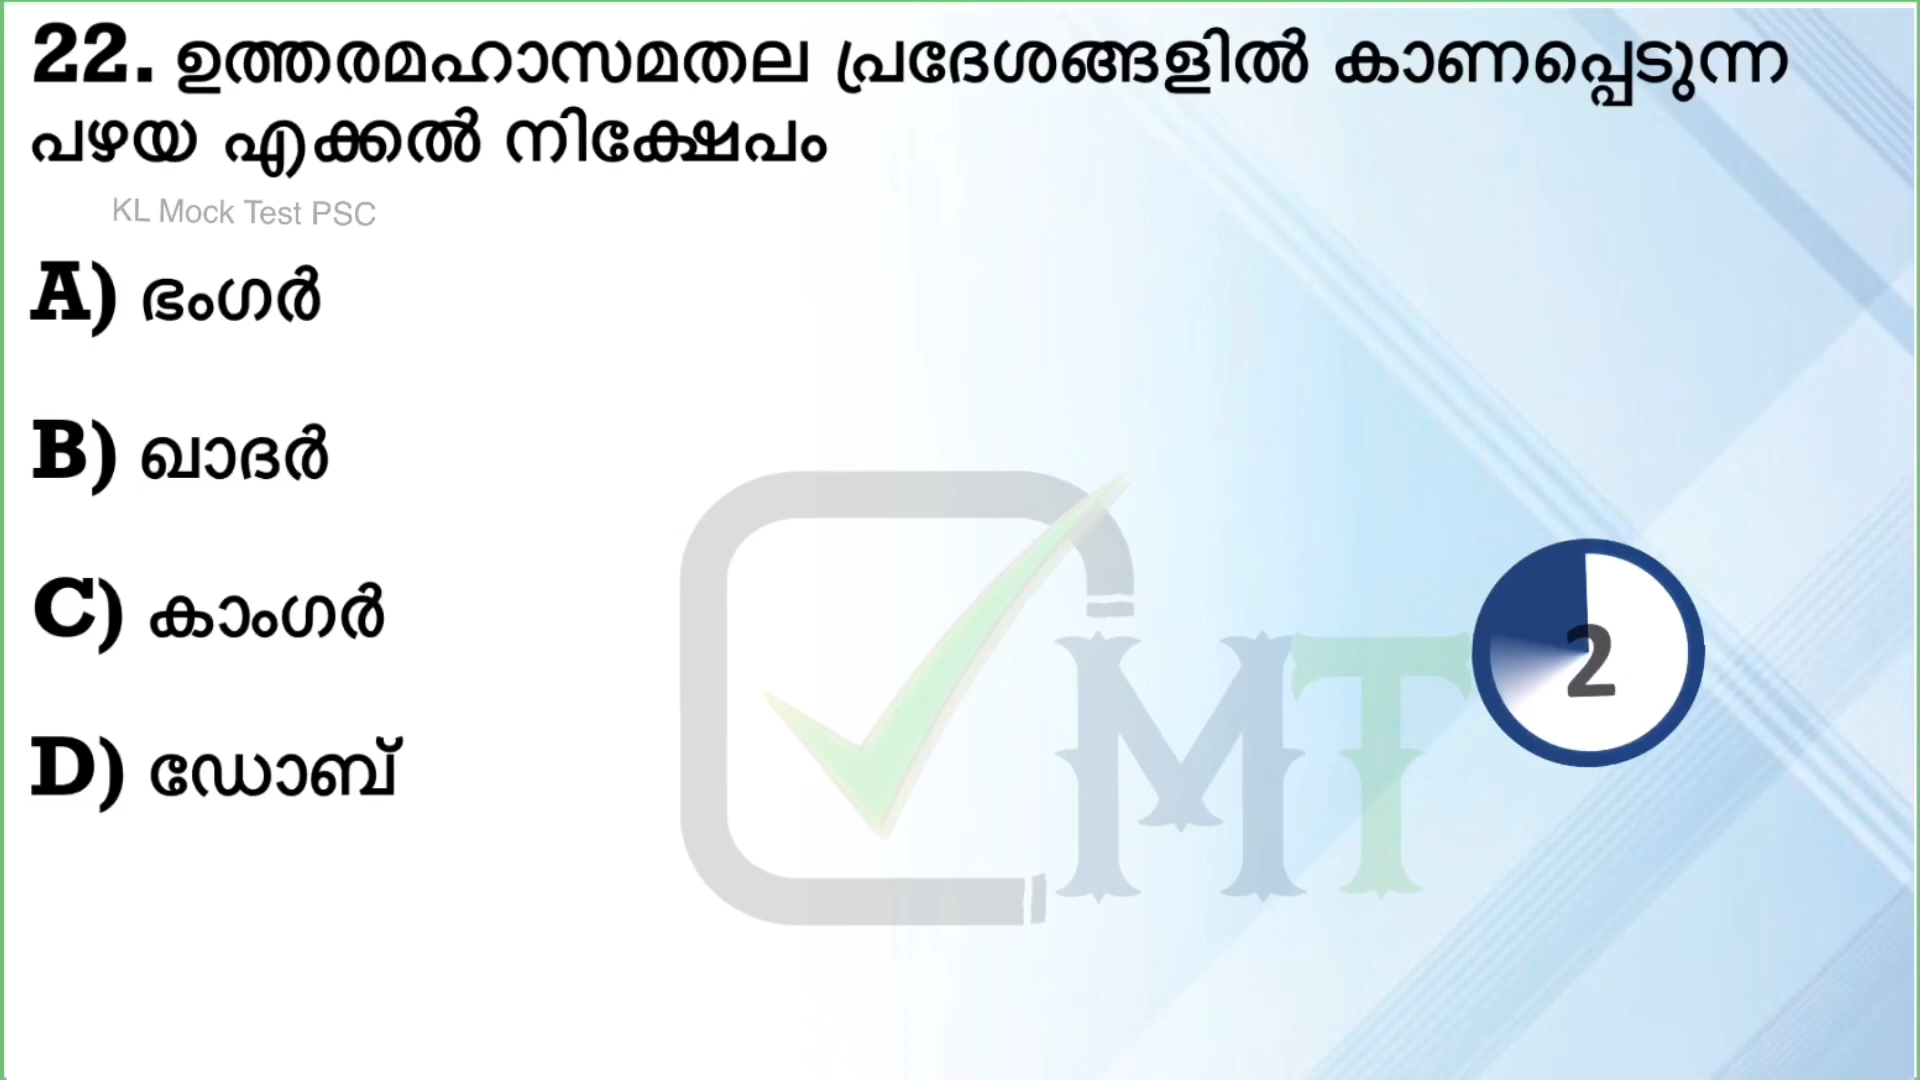 22. ഉത്തരമഹാസമതല പ്രദേശങ്ങളിൽ കാണപ്പെടുന്ന
പഴയ എക്കൽ നിക്ഷേപം
KL Mock Test PSC
A) ഭംഗർ
B) ഖാദർ
C) കാംഗർ
D) ഡോബ്
MT
2